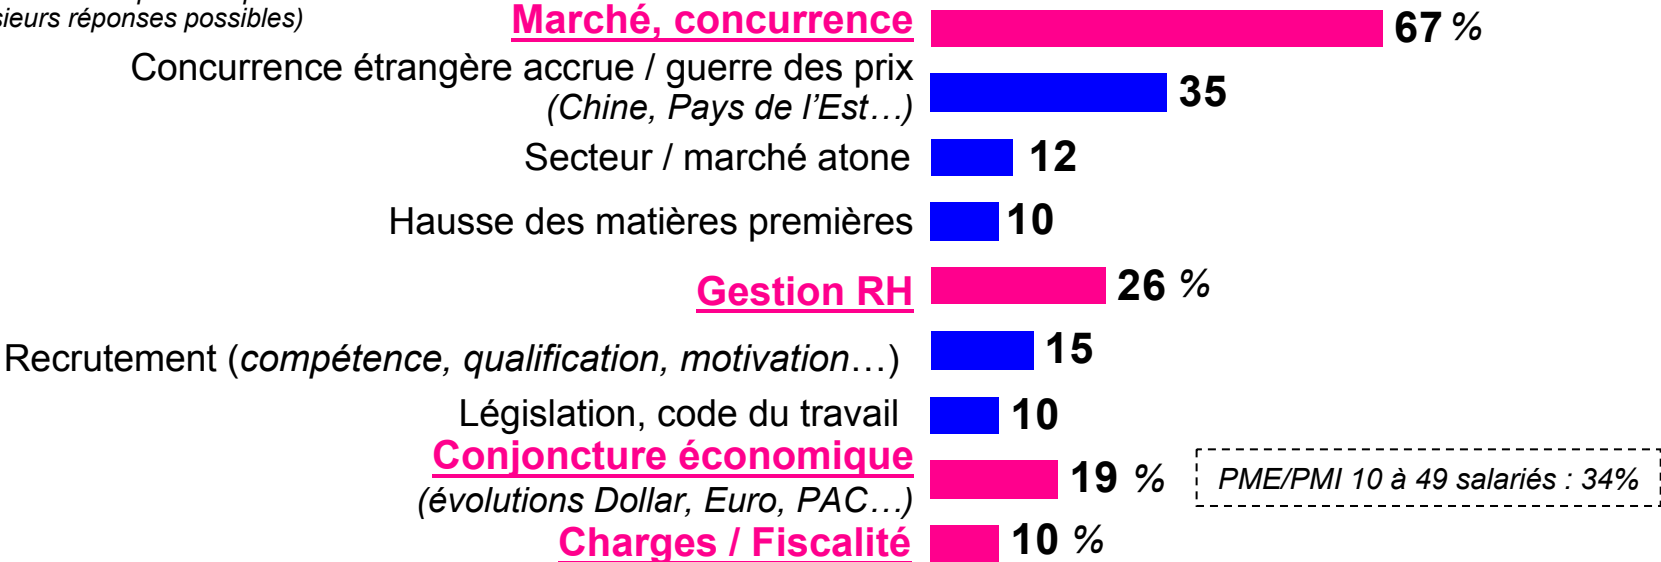 sieurs réponses possibles)
Marché, concurrence 67 %
Concurrence étrangère accrue / guerre des prix
(Chine, Pays de l’Est…) 35
Secteur / marché atone 12
Hausse des matières premières 10
Gestion RH 26 %
Recrutement (compétence, qualification, motivation…) 15
Législation, code du travail 10
Conjoncture économique
(évolutions Dollar, Euro, PAC…) 19 %
PME/PMI 10 à 49 salariés : 34%
Charges / Fiscalité 10 %